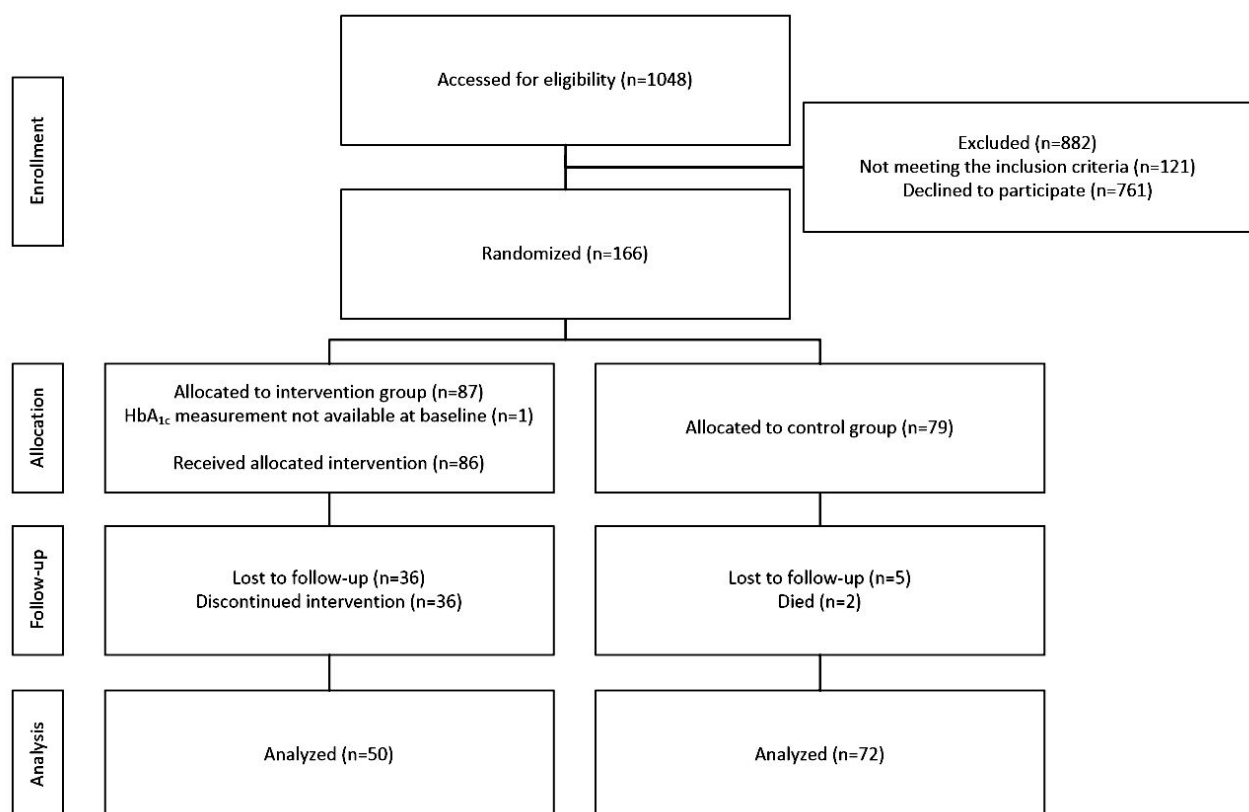 Accessed for eligibility (n=1048)
Enrollment
Excluded (n=882)
Not meeting the inclusion criteria (n=121)
Declined to participate (n=761)
Randomized (n=166)
Allocation
Allocated to intervention group (n=87)
HbA1c measurement not available at baseline (n=1)
Received allocated intervention (n=86)
Allocated to control group (n=79)
Follow-up
Lost to follow-up (n=36)
Discontinued intervention (n=36)
Lost to follow-up (n=5)
Died (n=2)
Analysis
Analyzed (n=50)
Analyzed (n=72)